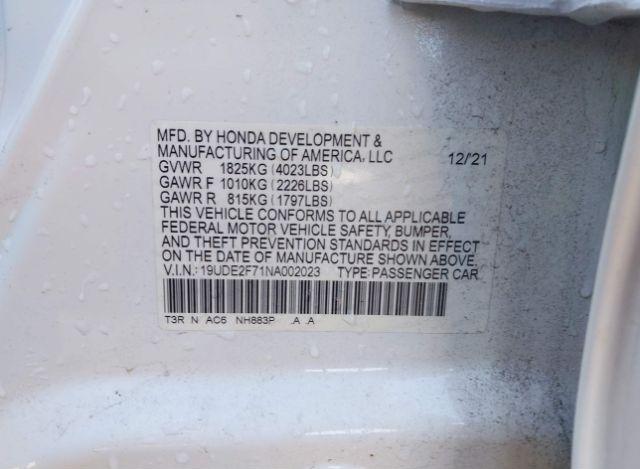 MFD. BY HONDA DEVELOPMENT &
MANUFACTURING OF AMERICA, LLC 12/21
GVWR 1825KG (4023LBS)
GAWR F 1010KG (2226LBS)
GAWR R 815KG (1797LBS)
THIS VEHICLE CONFORMS TO ALL APPLICABLE
FEDERAL MOTOR VEHICLE SAFETY, BUMPER,
AND THEFT PREVENTION STANDARDS IN EFFECT
ON THE DATE OF MANUFACTURE SHOWN ABOVE.
V.I.N.: 19UDE2F71NA002023 TYPE: PASSENGER CAR
T3R N AC6 NH883P .A .A